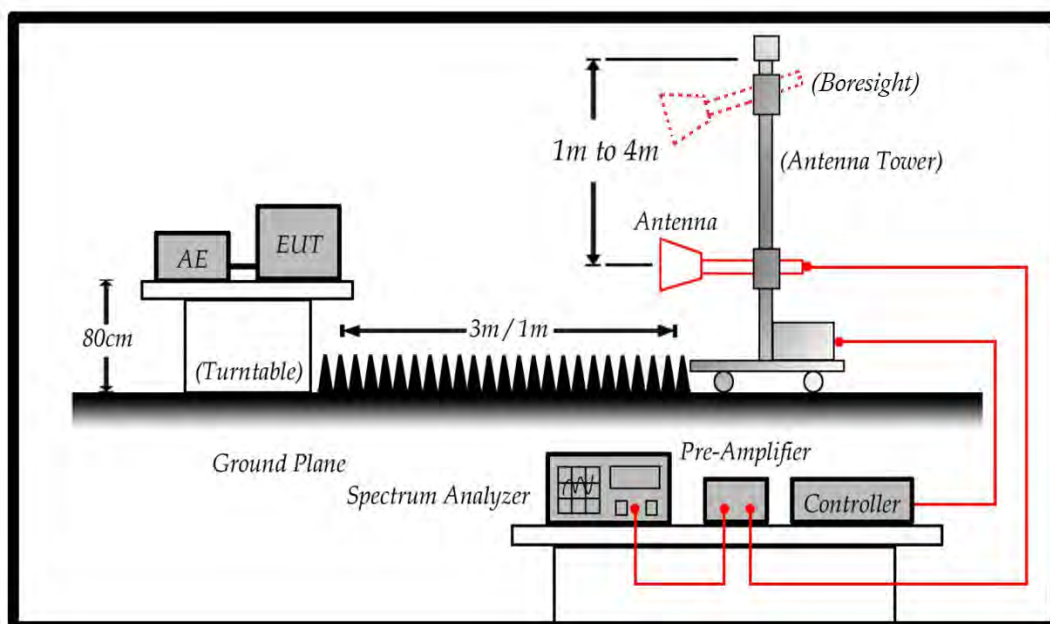 (Boresight)
1m to 4m
(Antenna Tower)
Antenna
AE
EUT
80cm
3m / 1m
(Turntable)
Ground Plane
Pre-Amplifier
Spectrum Analyzer
Controller